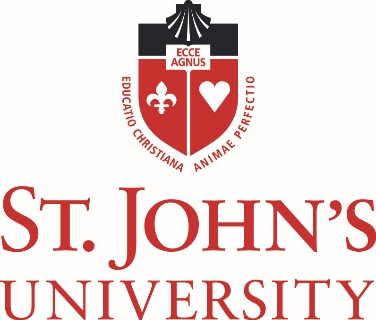 ECCE
AGNUS
EDUCATIO CHRISTIANA ANIMAE PERFECTIO
ST. JOHN'S
UNIVERSITY